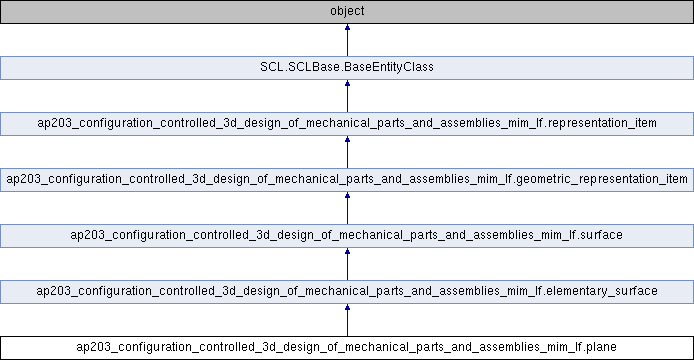 object
SCL.SCLBase.BaseEntityClass
ap203_configuration_controlled_3d_design_of_mechanical_parts_and_assemblies_mim_lf.representation_item
ap203_configuration_controlled_3d_design_of_mechanical_parts_and_assemblies_mim_lf.geometric_representation_item
ap203_configuration_controlled_3d_design_of_mechanical_parts_and_assemblies_mim_lf.surface
ap203_configuration_controlled_3d_design_of_mechanical_parts_and_assemblies_mim_lf.elementary_surface
ap203_configuration_controlled_3d_design_of_mechanical_parts_and_assemblies_mim_lf.plane